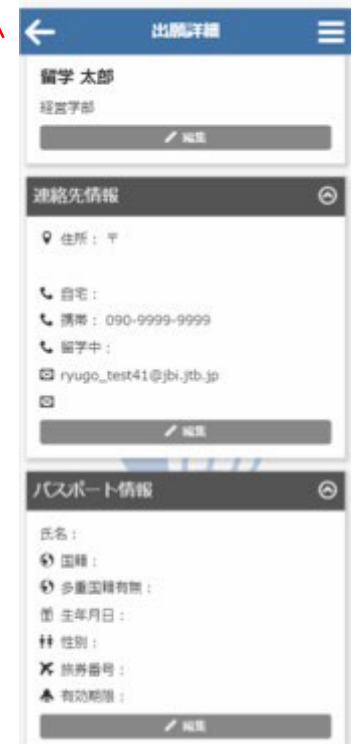 出願詳細
留学 太郎
経営学部
編集
連絡先情報
住所： 〒
自宅：
携帯： 090-9999-9999
留学中：
ryugo_test41@jbi.jtb.jp
編集
パスポート情報
氏名：
国籍：
多重国籍有無：
生年月日：
性別：
旅券番号：
有効期限：
編集